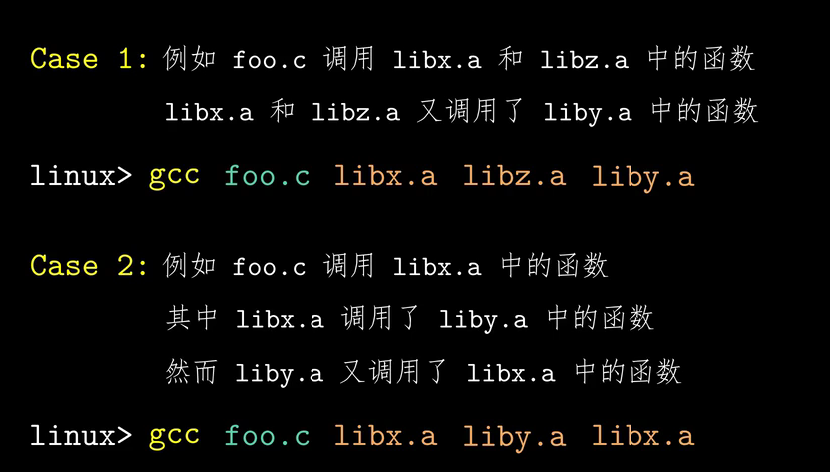 Case 1: 例如 foo.c 调用 libx.a 和 libz.a 中的函数
libx.a 和 libz.a 又调用了 liby.a 中的函数
linux> gcc foo.c libx.a libz.a liby.a
Case 2: 例如 foo.c 调用 libx.a 中的函数
其中 libx.a 调用了 liby.a 中的函数
然而 liby.a 又调用了 libx.a 中的函数
linux> gcc foo.c libx.a liby.a libx.a